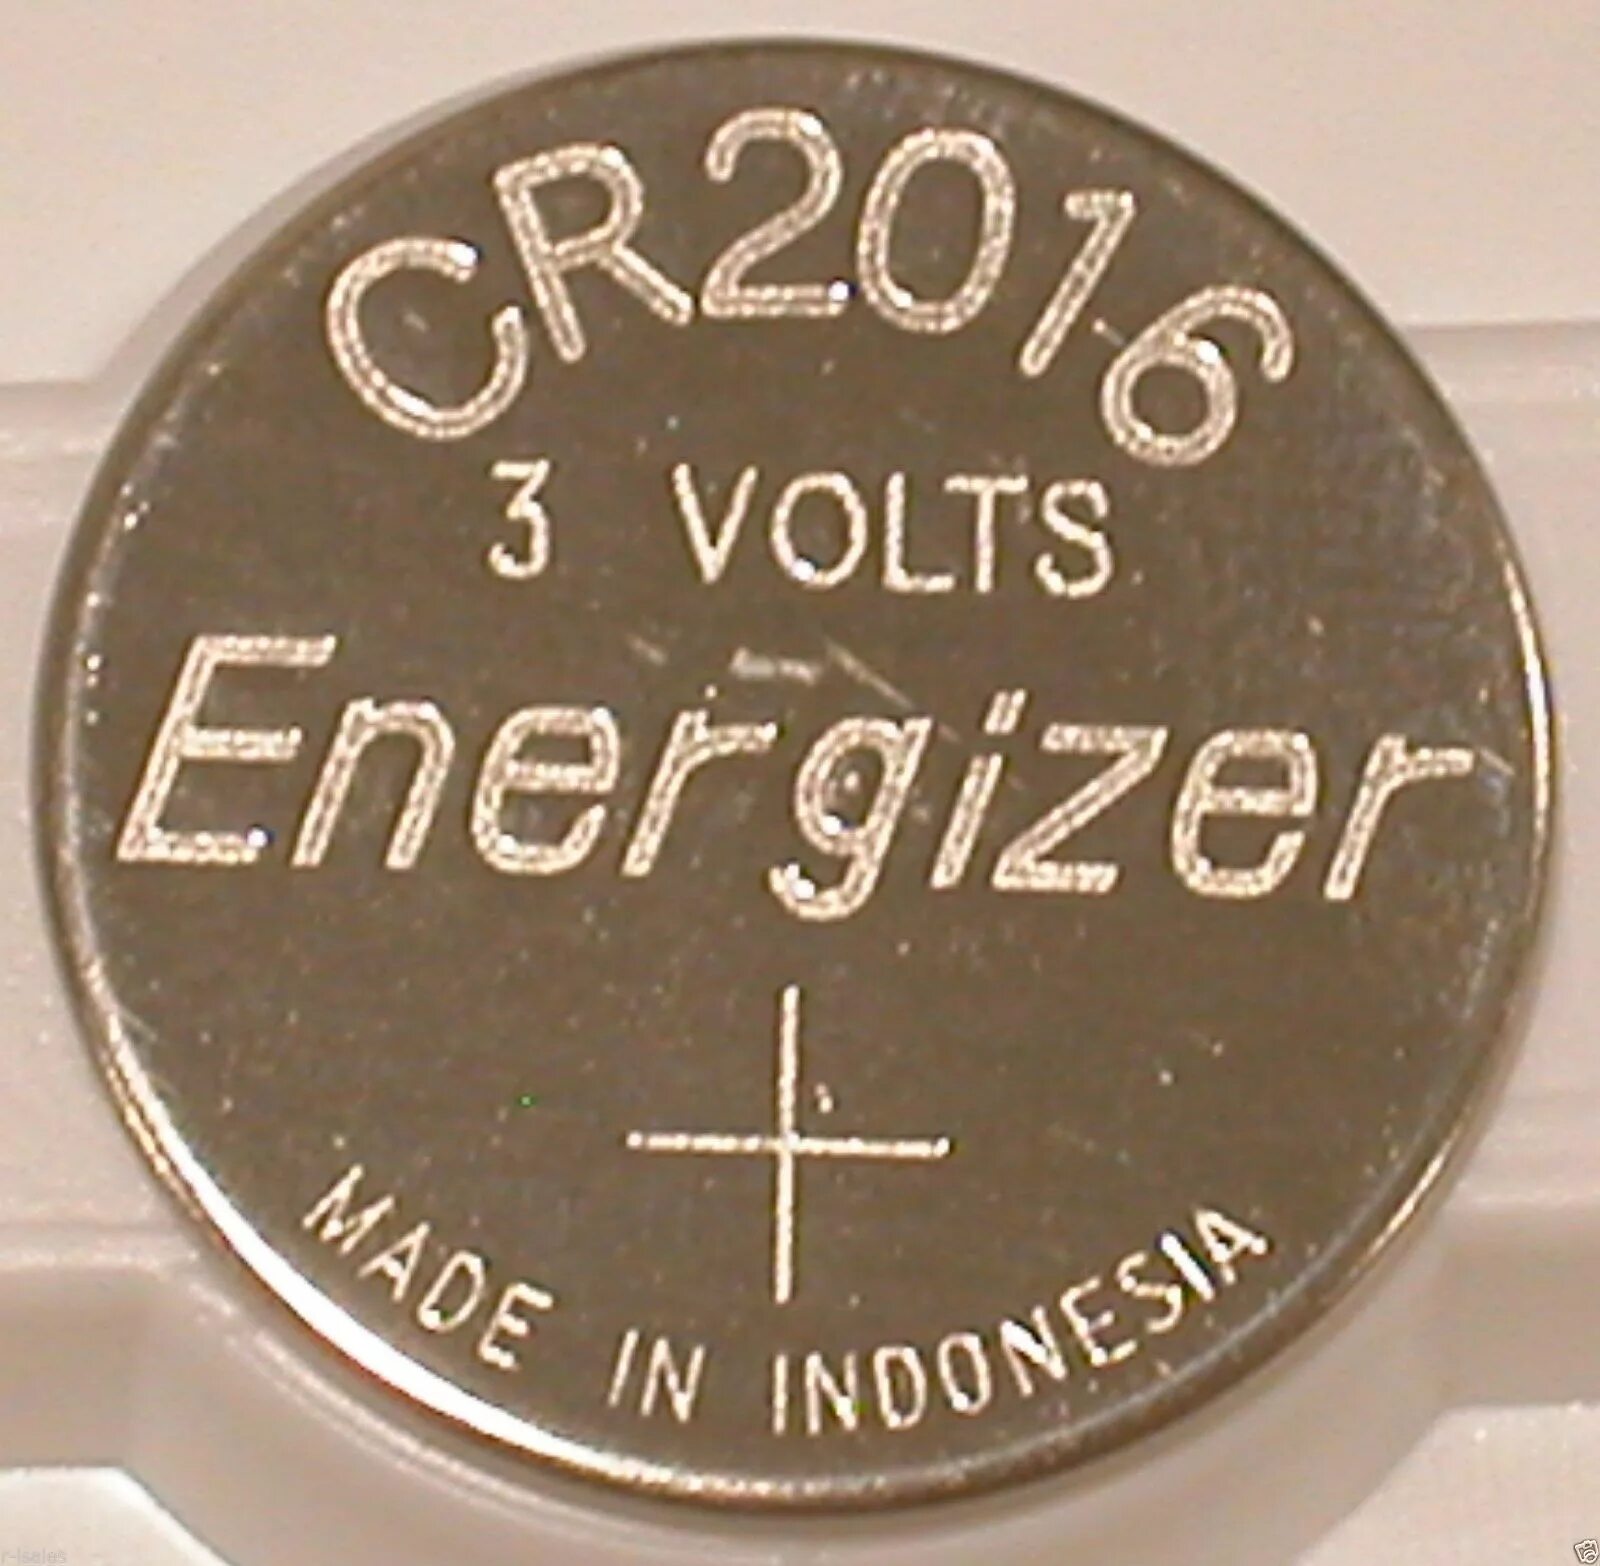 CR2016
3 VOLTS
Energizer
+
MADE IN INDONESIA